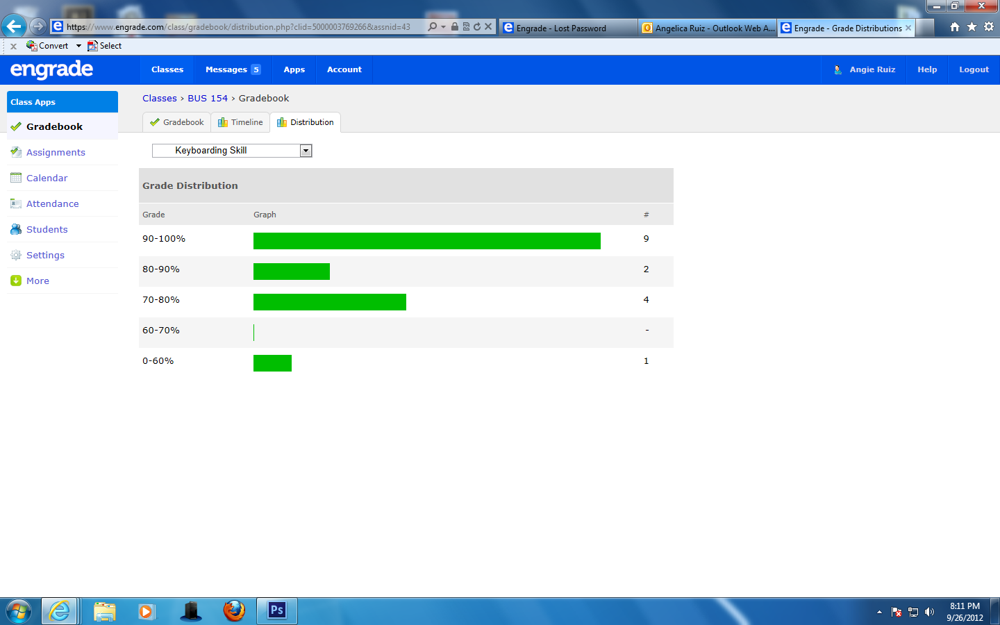 https://www.engrade.com/class/gradebook/distribution.php?clid=5000003769266&assnid=43
Engrade - Lost Password
Angelica Ruiz - Outlook Web A...
Engrade - Grade Distributions
Convert
Select
engrade
Classes
Messages 5
Apps
Account
Angie Ruiz
Help
Logout
Class Apps
Gradebook
Assignments
Calendar
Attendance
Students
Settings
More
Classes › BUS 154 › Gradebook
Gradebook
Timeline
Distribution
Keyboarding Skill
Grade Distribution
Grade Graph #
90-100% 9
80-90% 2
70-80% 4
60-70% -
0-60% 1
Ps
8:11 PM
9/26/2012